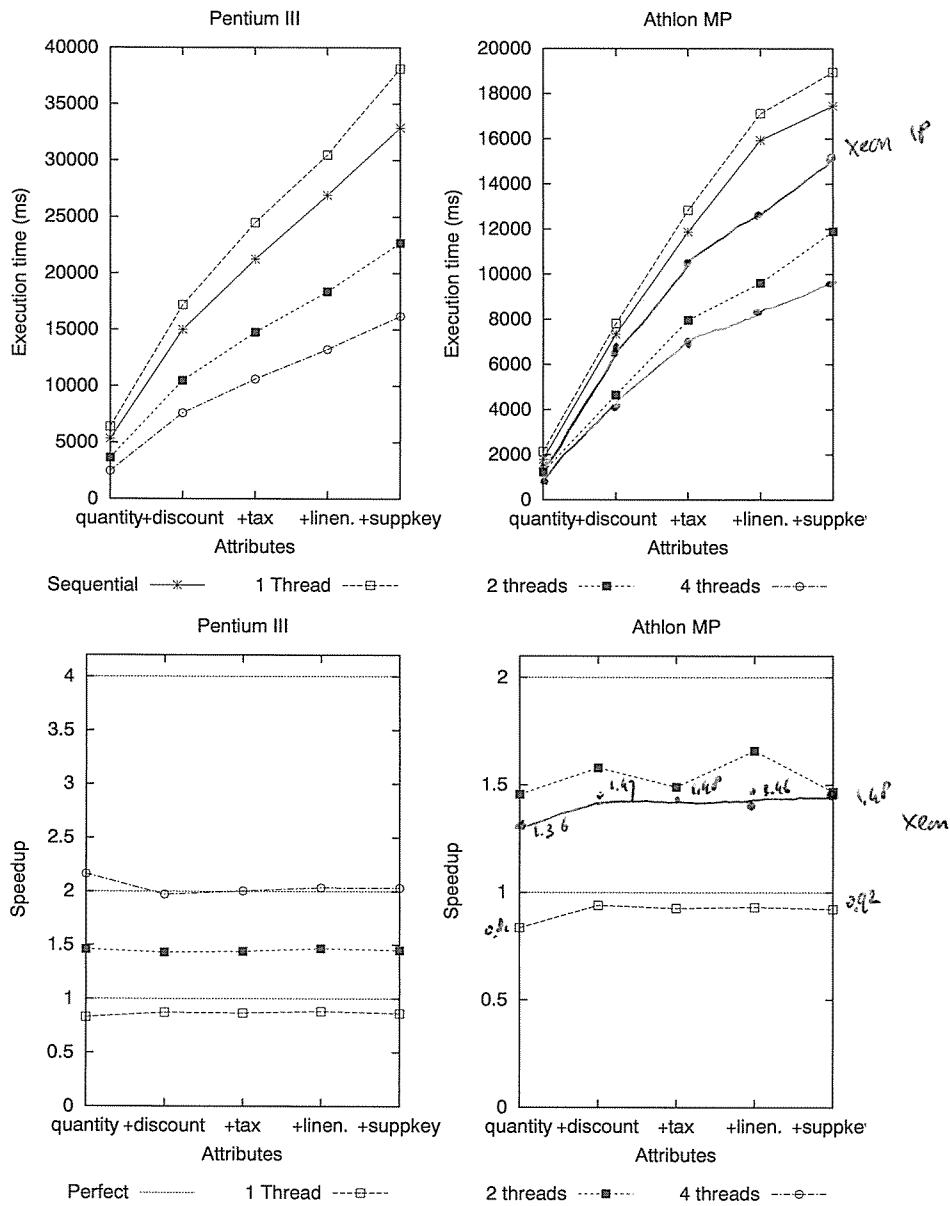 Pentium III
Athlon MP
40000
35000
30000
25000
20000
15000
10000
5000
0
Execution time (ms)
quantity +discount +tax +linen. +suppkey
Attributes
20000
18000
16000
14000
12000
10000
8000
6000
4000
2000
0
Execution time (ms)
Xeon
quantity +discount +tax +linen. +suppke
Attributes
Sequential 1 Thread 2 threads 4 threads
Pentium III
Athlon MP
4
3.5
3
2.5
2
1.5
1
0.5
0
Speedup
quantity +discount +tax +linen. +suppkey
Attributes
2
1.5
1
0.5
0
Speedup
1.36
1.47
1.48
1.46
1.48
Xeon
0.92
quantity +discount +tax +linen. +suppke
Attributes
Perfect 1 Thread 2 threads 4 threads